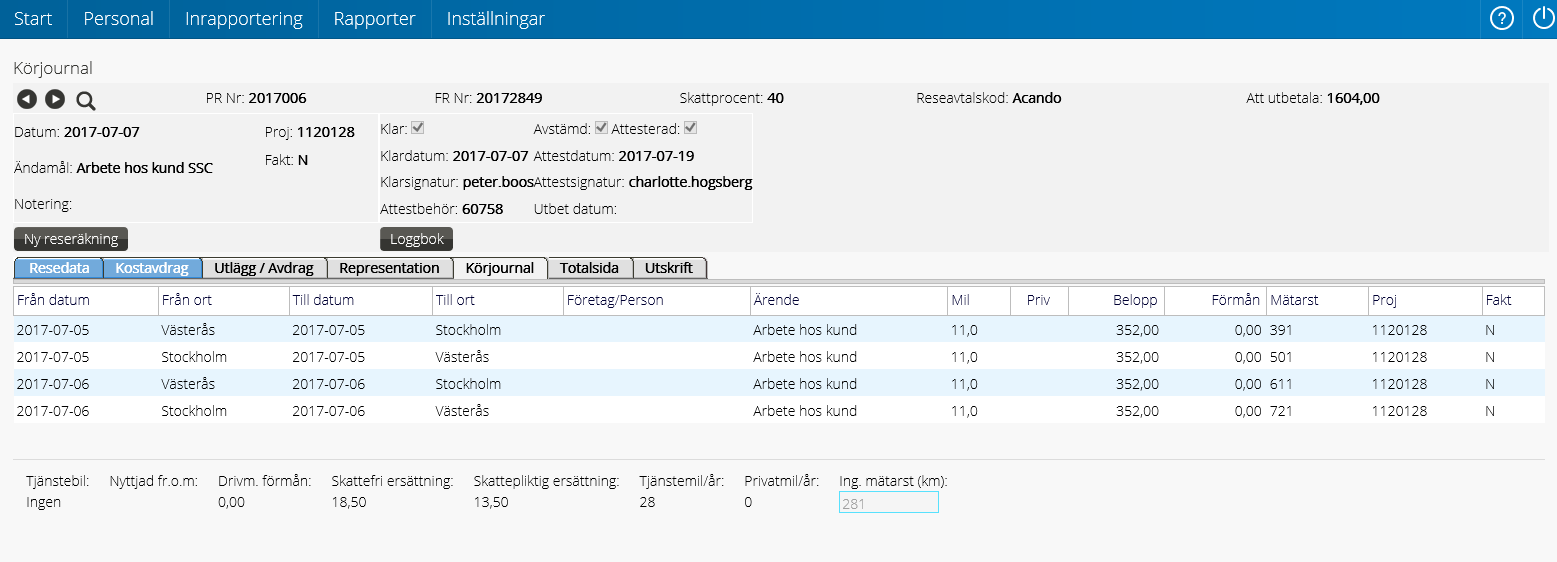 Start Personal Inrapportering Rapporter Inställningar ?
Körjournal
PR Nr: 2017006 FR Nr: 20172849 Skattprocent: 40 Reseavtalskod: Acando Att utbetala: 1604,00
Datum: 2017-07-07 Proj: 1120128 Klar: Avstämd: Attesterad:
Fakt: N Klardatum: 2017-07-07 Attestdatum: 2017-07-19
Ändamål: Arbete hos kund SSC
Klarsignatur: peter.boos Attestsignatur: charlotte.hogsberg
Notering: Attestbehör: 60758 Utbet datum:
Ny reseräkning Loggbok
Resedata Kostavdrag Utlägg / Avdrag Representation Körjournal Totalsida Utskrift
Från datum Från ort Till datum Till ort Företag/Person Ärende Mil Priv Belopp Förmån Mätarst Proj Fakt
2017-07-05 Västerås 2017-07-05 Stockholm Arbete hos kund 11,0 352,00 0,00 391 1120128 N
2017-07-05 Stockholm 2017-07-05 Västerås Arbete hos kund 11,0 352,00 0,00 501 1120128 N
2017-07-06 Västerås 2017-07-06 Stockholm Arbete hos kund 11,0 352,00 0,00 611 1120128 N
2017-07-06 Stockholm 2017-07-06 Västerås Arbete hos kund 11,0 352,00 0,00 721 1120128 N
Tjänstebil: Nyttjad fr.o.m: Drivm. förmån: Skattefri ersättning: Skattepliktig ersättning: Tjänstemil/år: Privatmil/år: Ing. mätarst (km):
Ingen 0,00 18,50 13,50 28 0 281